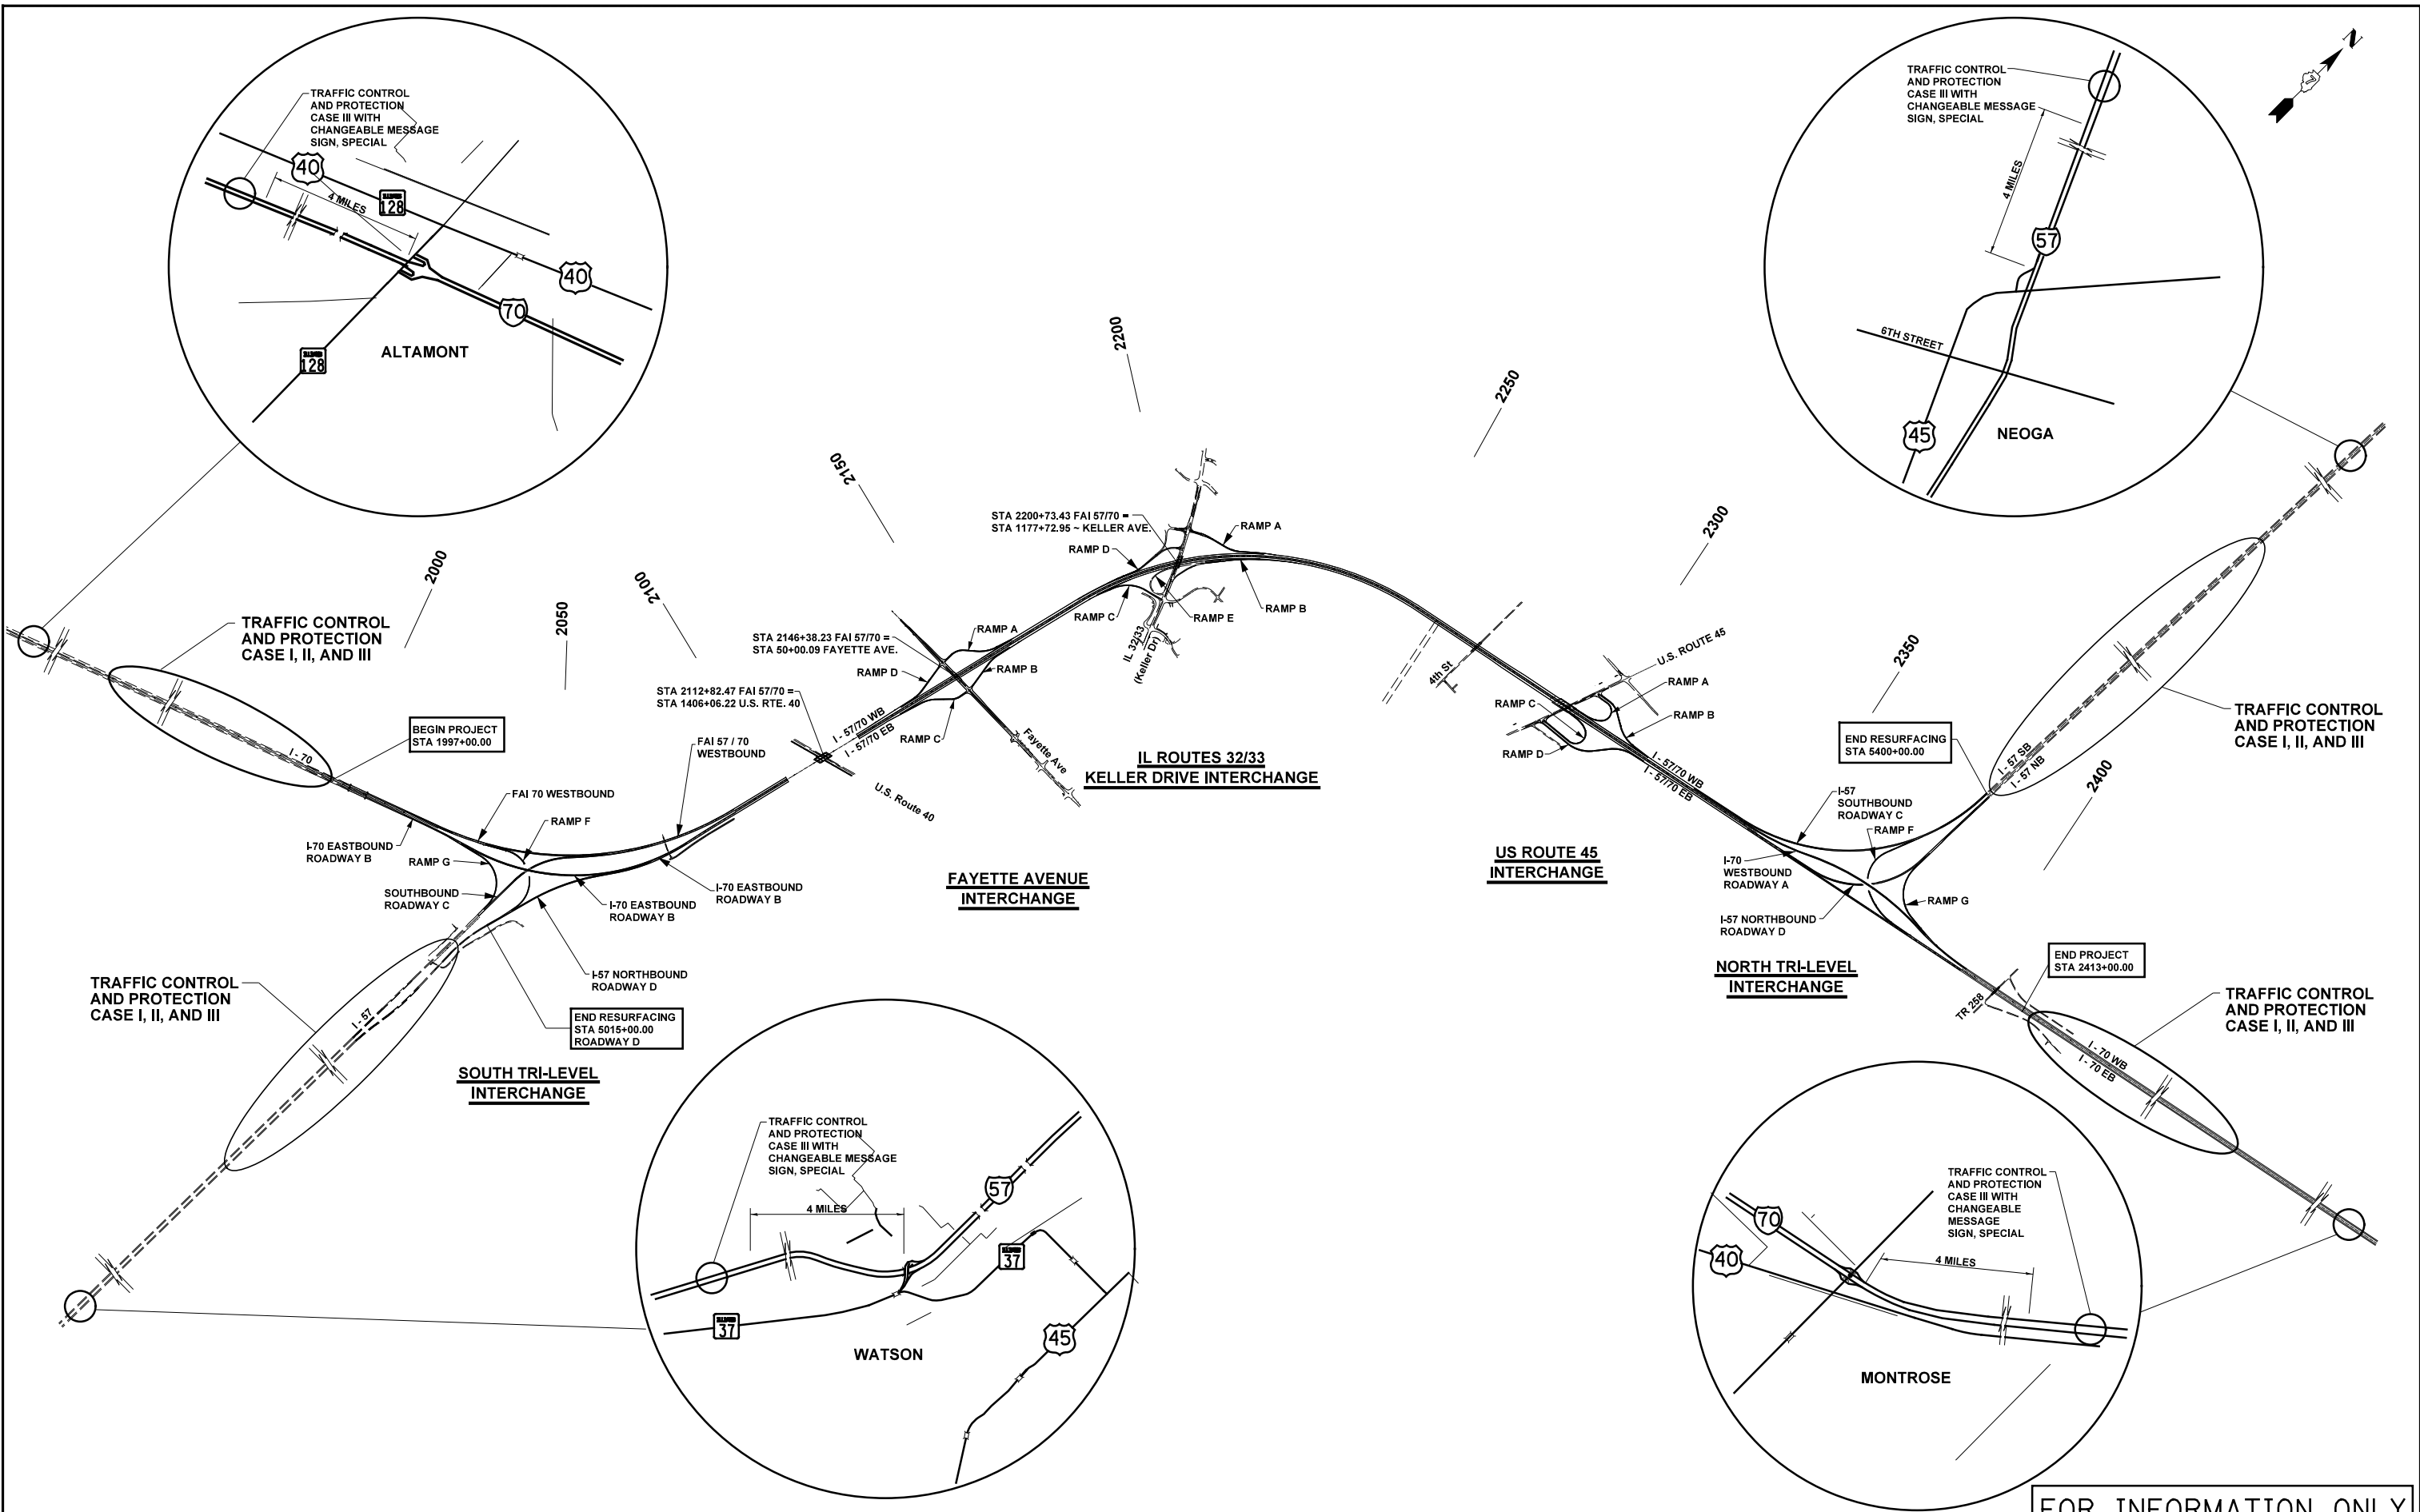 TRAFFIC CONTROL
AND PROTECTION
CASE III WITH
CHANGEABLE MESSAGE
SIGN, SPECIAL
40
4 MILES
ILLINOIS
128
40
70
ILLINOIS
128
ALTAMONT
TRAFFIC CONTROL
AND PROTECTION
CASE III WITH
CHANGEABLE MESSAGE
SIGN, SPECIAL
4 MILES
57
6TH STREET
45
NEOGA
N
2000
2050
2100
2150
2200
2250
2300
2350
2400
TRAFFIC CONTROL
AND PROTECTION
CASE I, II, AND III
I - 70
BEGIN PROJECT
STA 1997+00.00
FAI 70 WESTBOUND
RAMP F
I-70 EASTBOUND
ROADWAY B
RAMP G
SOUTHBOUND
ROADWAY C
FAI 57 / 70
WESTBOUND
I-70 EASTBOUND
ROADWAY B
I-70 EASTBOUND
ROADWAY B
I-57 NORTHBOUND
ROADWAY D
END RESURFACING
STA 5015+00.00
ROADWAY D
TRAFFIC CONTROL
AND PROTECTION
CASE I, II, AND III
I - 57
SOUTH TRI-LEVEL
INTERCHANGE
STA 2112+82.47 FAI 57/70 =
STA 1406+06.22 U.S. RTE. 40
U.S. Route 40
I - 57/70 WB
I - 57/70 EB
STA 2146+38.23 FAI 57/70 =
STA 50+00.09 FAYETTE AVE.
RAMP A
RAMP D
RAMP B
RAMP C
Fayette Ave
FAYETTE AVENUE
INTERCHANGE
STA 2200+73.43 FAI 57/70 =
STA 1177+72.95 ~ KELLER AVE.
RAMP A
RAMP D
RAMP C
RAMP E
RAMP B
IL 32/33
(Keller Dr)
IL ROUTES 32/33
KELLER DRIVE INTERCHANGE
4th St
U.S. ROUTE 45
RAMP A
RAMP C
RAMP B
RAMP D
I - 57/70 WB
I - 57/70 EB
US ROUTE 45
INTERCHANGE
END RESURFACING
STA 5400+00.00
I - 57 SB
I - 57 NB
TRAFFIC CONTROL
AND PROTECTION
CASE I, II, AND III
I-57
SOUTHBOUND
ROADWAY C
RAMP F
I-70
WESTBOUND
ROADWAY A
RAMP G
I-57 NORTHBOUND
ROADWAY D
NORTH TRI-LEVEL
INTERCHANGE
END PROJECT
STA 2413+00.00
TR 258
I - 70 WB
I - 70 EB
TRAFFIC CONTROL
AND PROTECTION
CASE I, II, AND III
TRAFFIC CONTROL
AND PROTECTION
CASE III WITH
CHANGEABLE MESSAGE
SIGN, SPECIAL
4 MILES
57
ILLINOIS
37
ILLINOIS
37
45
WATSON
TRAFFIC CONTROL
AND PROTECTION
CASE III WITH
CHANGEABLE
MESSAGE
SIGN, SPECIAL
70
40
4 MILES
MONTROSE
FOR INFORMATION ONLY